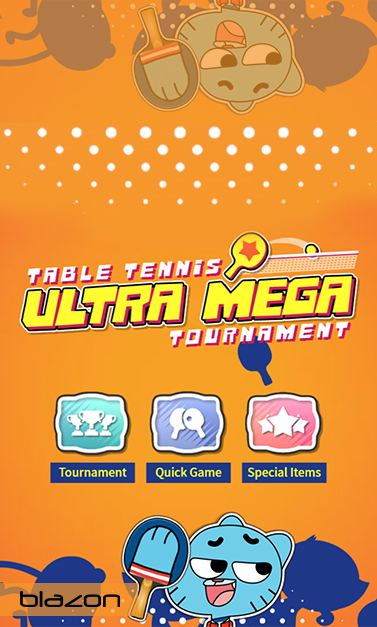 TABLE TENNIS
ULTRA MEGA
TOURNAMENT
Tournament
Quick Game
Special Items
blazon